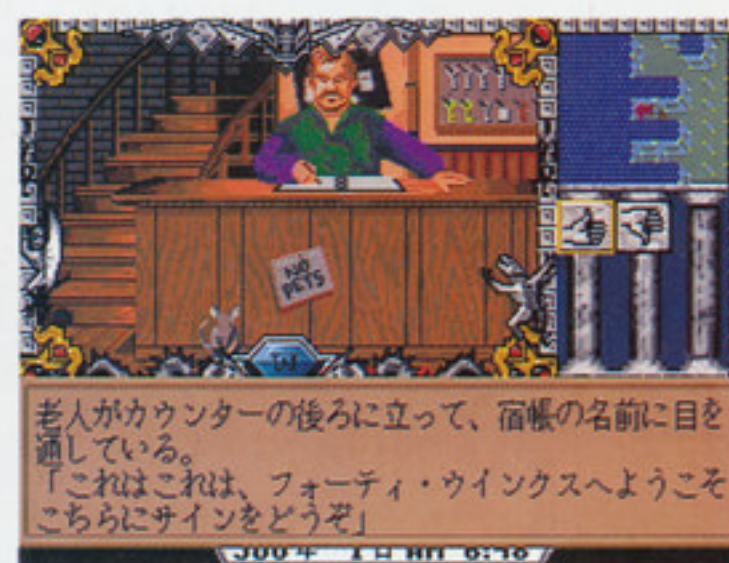 NO
PETS
W
老人がカウンターの後ろに立って、宿帳の名前に目を
通している。
「これはこれは、フォーティ・ウインクスへようこそ
こちらにサインをどうぞ」